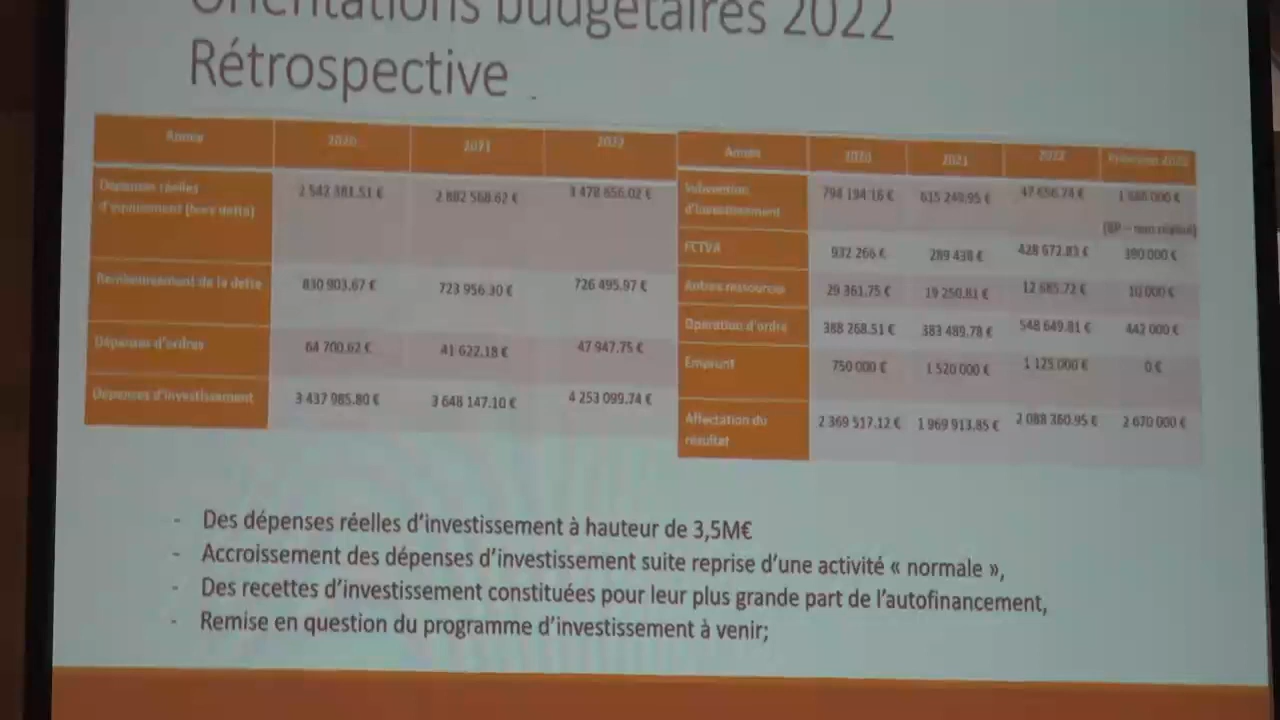 Orientations budgétaires 2022
Rétrospective
Année 2020 2021 2022
Dépenses réelles d'équipement (hors dette) 2 542 381.51 € 2 882 568.62 € 3 478 656.02 €
Remboursement de la dette 830 903.67 € 723 956.30 € 726 495.97 €
Dépenses d'ordres 64 700.62 € 41 622.18 € 47 947.75 €
Dépenses d'investissement 3 437 985.80 € 3 648 147.10 € 4 253 099.74 €
Année 2020 2021 2022
Subvention d'investissement 794 194.16 € 615 249.95 € 47 656.74 €
FCTVA 932 266 € 289 438 € 428 672.83 € 390 000 €
Autres ressources 29 361.75 € 19 250.81 € 12 685.72 € 10 000 €
Opération d'ordre 388 268.51 € 383 489.78 € 548 649.81 € 442 000 €
Emprunt 750 000 € 1 520 000 € 1 125 000 € 0 €
Affectation du résultat 2 369 517.12 € 1 969 913.85 € 2 088 360.95 € 2 670 000 €
- Des dépenses réelles d'investissement à hauteur de 3,5M€
- Accroissement des dépenses d'investissement suite reprise d'une activité « normale »,
- Des recettes d'investissement constituées pour leur plus grande part de l'autofinancement,
- Remise en question du programme d'investissement à venir;